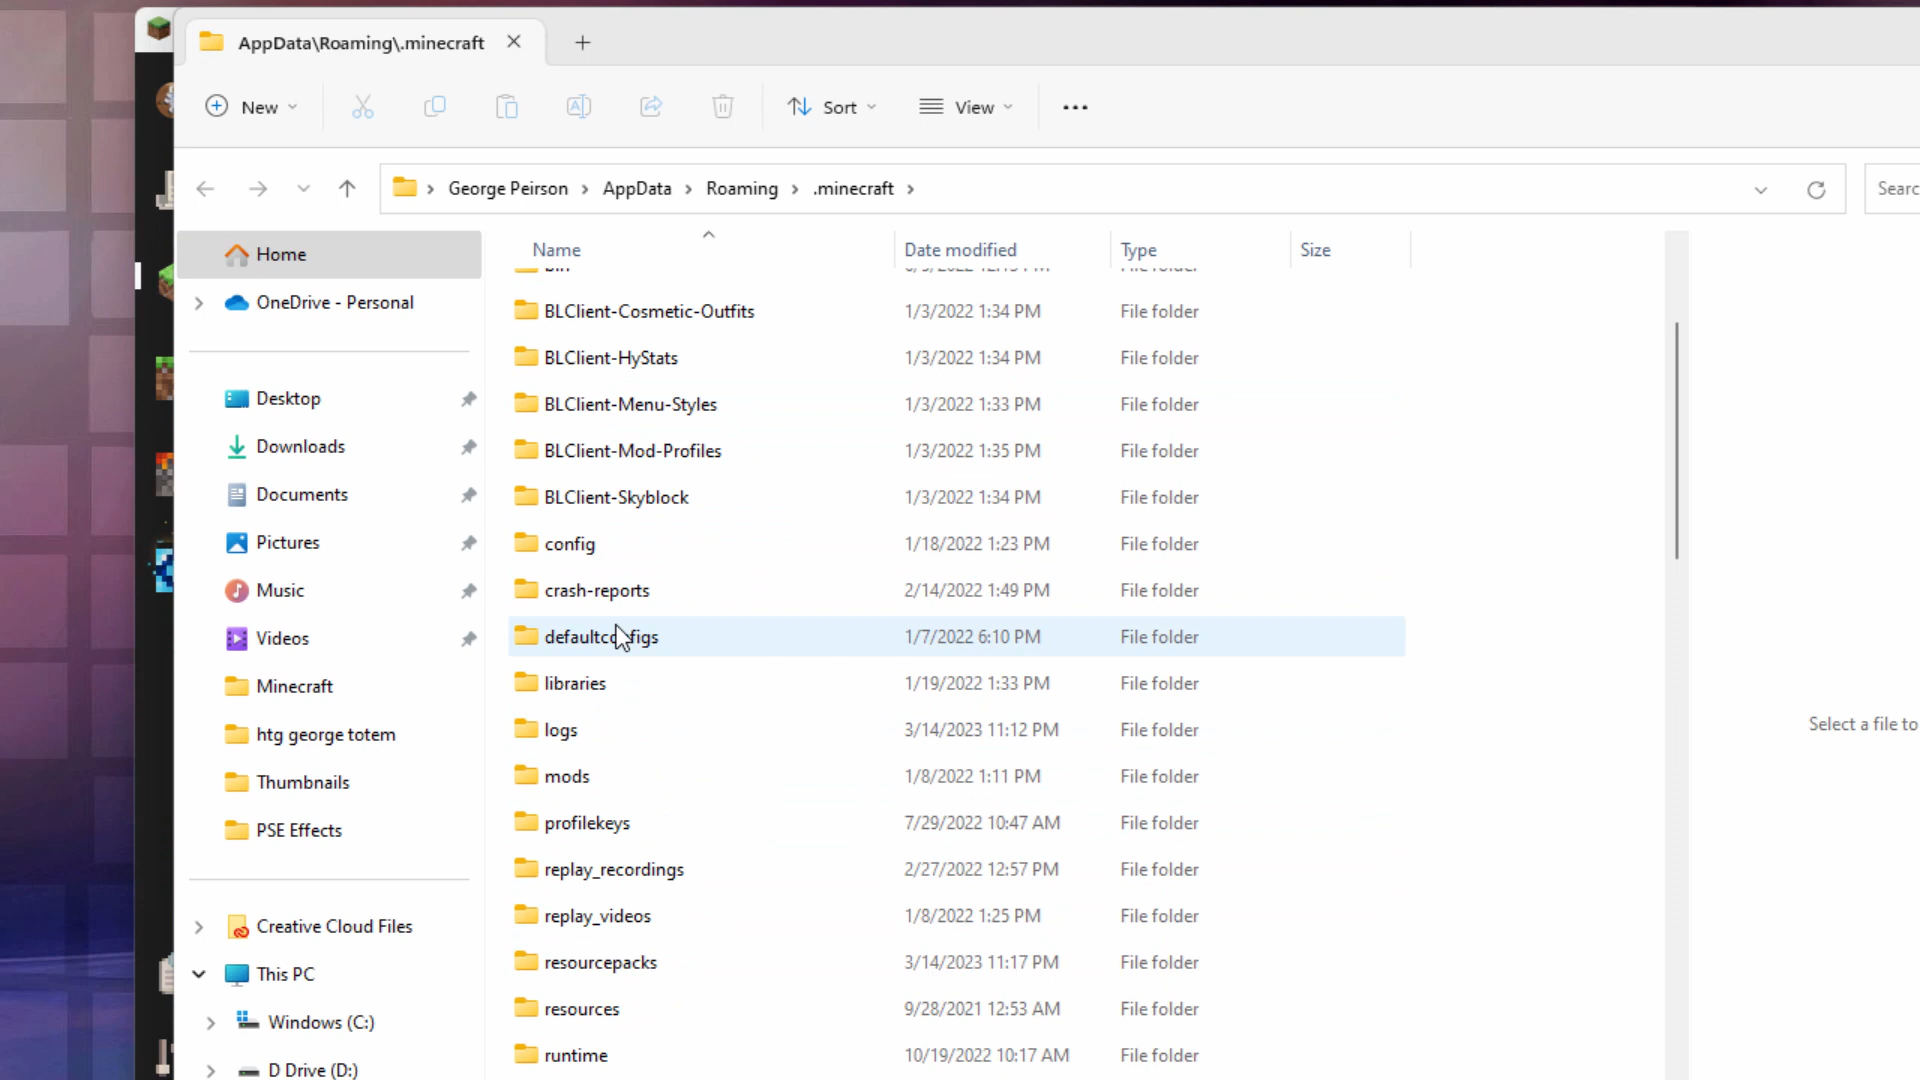 AppData\Roaming\.minecraft
New
Sort
View
George Peirson > AppData > Roaming > .minecraft >
Searc
Name Date modified Type Size
Home
OneDrive - Personal
Desktop
Downloads
Documents
Pictures
Music
Videos
Minecraft
htg george totem
Thumbnails
PSE Effects
Creative Cloud Files
This PC
Windows (C:)
D Drive (D:)
BLClient-Cosmetic-Outfits 1/3/2022 1:34 PM File folder
BLClient-HyStats 1/3/2022 1:34 PM File folder
BLClient-Menu-Styles 1/3/2022 1:33 PM File folder
BLClient-Mod-Profiles 1/3/2022 1:35 PM File folder
BLClient-Skyblock 1/3/2022 1:34 PM File folder
config 1/18/2022 1:23 PM File folder
crash-reports 2/14/2022 1:49 PM File folder
defaultconfigs 1/7/2022 6:10 PM File folder
libraries 1/19/2022 1:33 PM File folder
logs 3/14/2023 11:12 PM File folder
mods 1/8/2022 1:11 PM File folder
profilekeys 7/29/2022 10:47 AM File folder
replay_recordings 2/27/2022 12:57 PM File folder
replay_videos 1/8/2022 1:25 PM File folder
resourcepacks 3/14/2023 11:17 PM File folder
resources 9/28/2021 12:53 AM File folder
runtime 10/19/2022 10:17 AM File folder
Select a file to